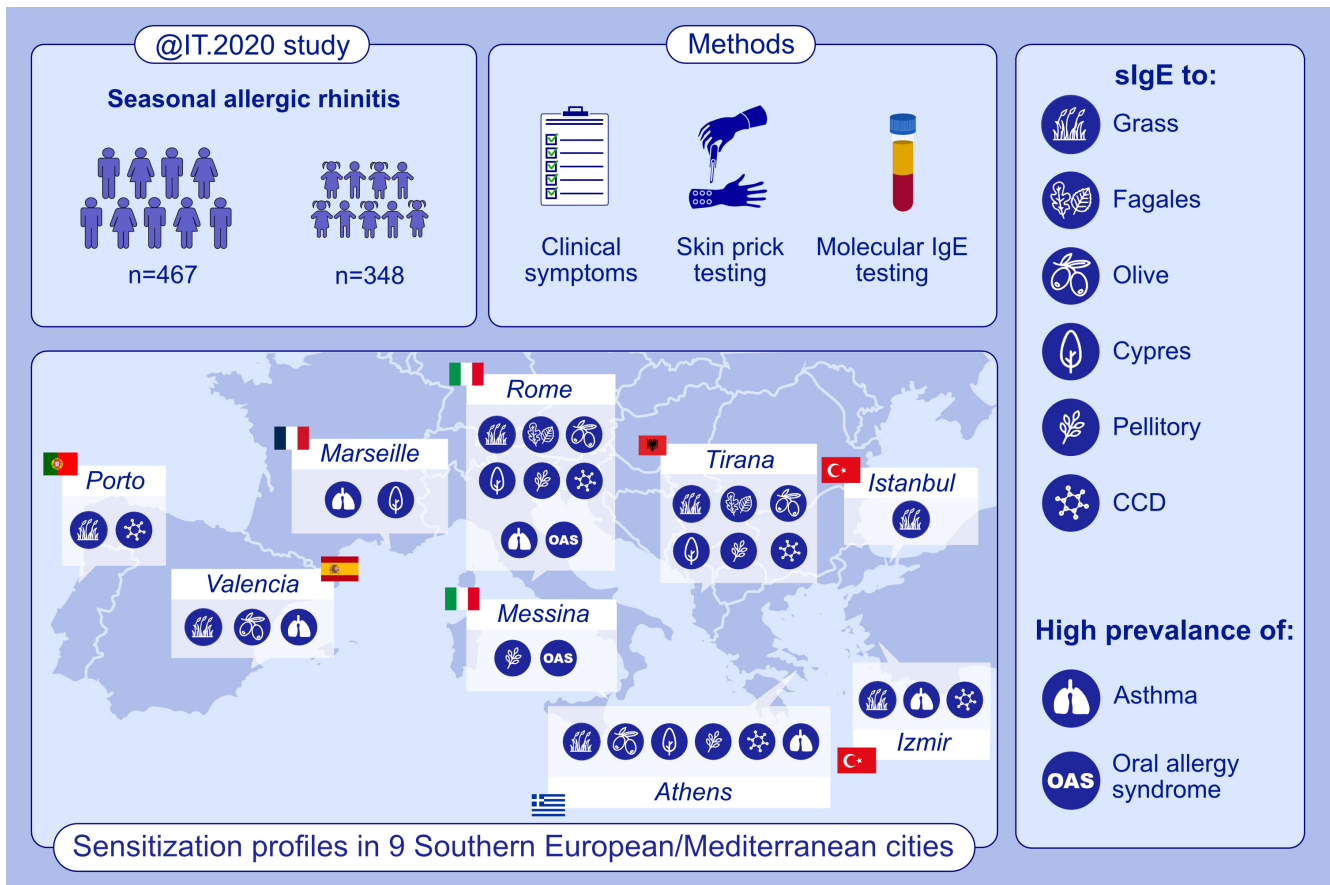 @IT.2020 study
Seasonal allergic rhinitis
n=467
n=348
Methods
Clinical
symptoms
Skin prick
testing
Molecular IgE
testing
sIgE to:
Grass
Fagales
Olive
Cypres
Pellitory
CCD
High prevalance of:
Asthma
OAS
Oral allergy
syndrome
Porto
Marseille
Valencia
Rome
OAS
Messina
OAS
Tirana
Istanbul
Izmir
Athens
Sensitization profiles in 9 Southern European/Mediterranean cities